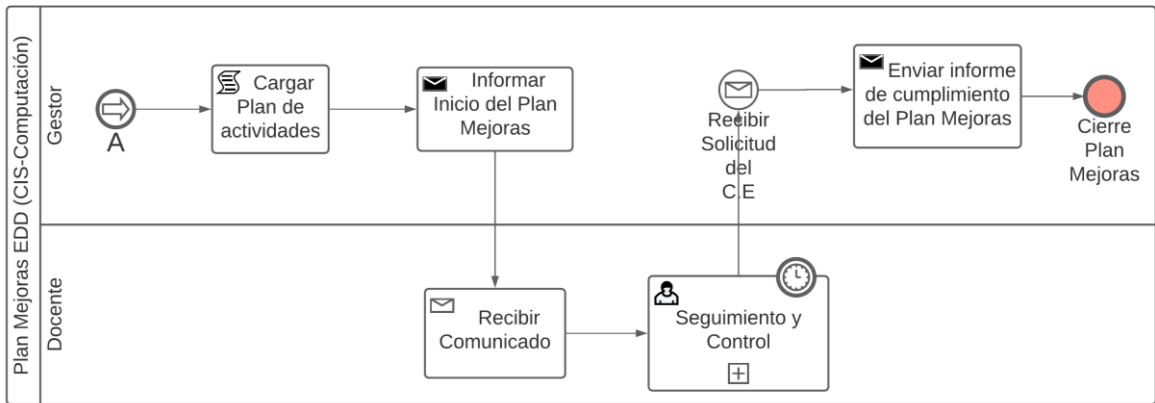 Plan Mejoras EDD (CIS-Computación)
Gestor
A
Cargar
Plan de
actividades
Informar
Inicio del Plan
Mejoras
Recibir
Solicitud
del
C.E
Enviar informe
de cumplimiento
del Plan Mejoras
Cierre
Plan
Mejoras
Docente
Recibir
Comunicado
Seguimiento y
Control